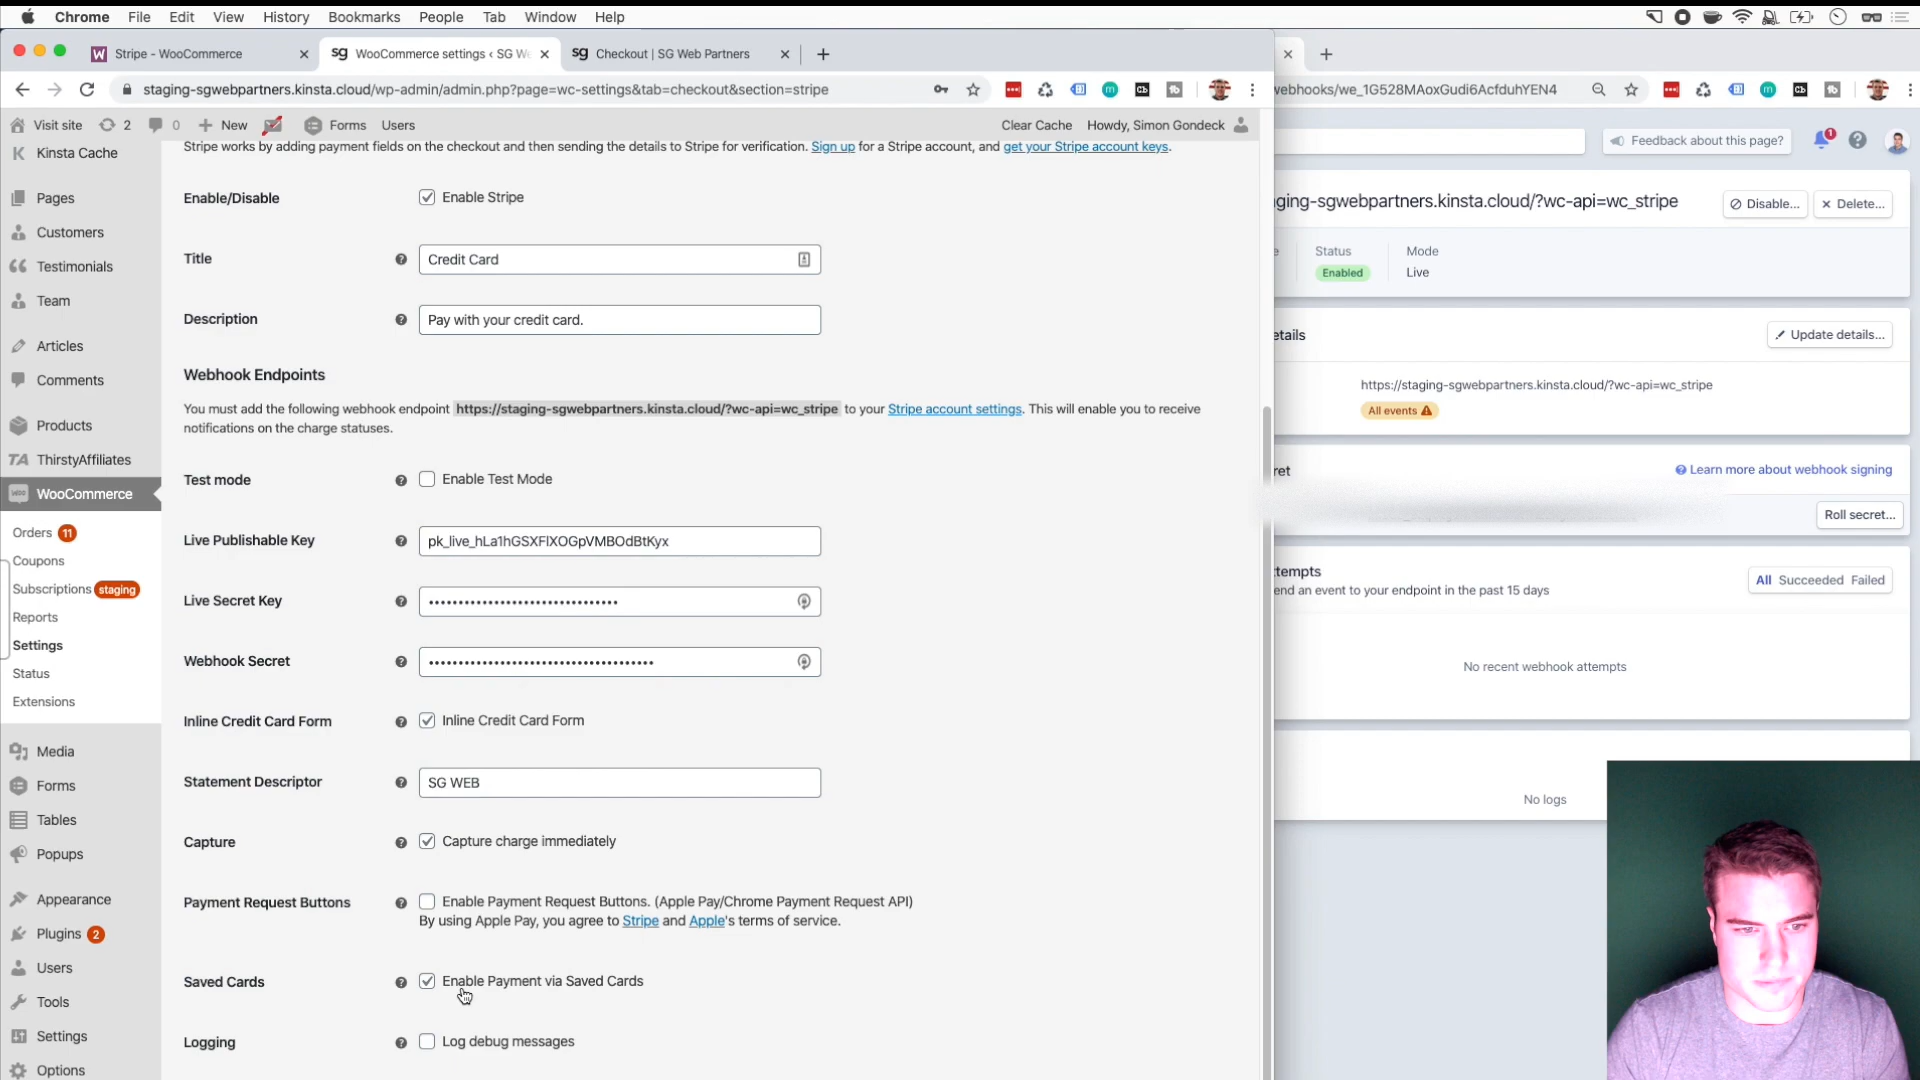 Chrome File Edit View History Bookmarks People Tab Window Help
Stripe - WooCommerce
sg WooCommerce settings ‹ SG We
sg Checkout | SG Web Partners
staging-sgwebpartners.kinsta.cloud/wp-admin/admin.php?page=wc-settings&tab=checkout&section=stripe
ebhooks/we_1G528MAoxGudi6AcfduhYEN4
Visit site 2 0 New Forms Users Clear Cache Howdy, Simon Gondeck
Feedback about this page?
1
Kinsta Cache
Pages
Customers
Testimonials
Team
Articles
Comments
Products
TA ThirstyAffiliates
WooCommerce
Orders 11
Coupons
Subscriptions staging
Reports
Settings
Status
Extensions
Media
Forms
Tables
Popups
Appearance
Plugins 2
Users
Tools
Settings
Options
Stripe works by adding payment fields on the checkout and then sending the details to Stripe for verification. Sign up for a Stripe account, and get your Stripe account keys.
Enable/Disable Enable Stripe
Title Credit Card
Description Pay with your credit card.
Webhook Endpoints
You must add the following webhook endpoint https://staging-sgwebpartners.kinsta.cloud/?wc-api=wc_stripe to your Stripe account settings. This will enable you to receive
notifications on the charge statuses.
Test mode Enable Test Mode
Live Publishable Key pk_live_hLa1hGSXFlXOGpVMBOdBtKyx
Live Secret Key
Webhook Secret
Inline Credit Card Form Inline Credit Card Form
Statement Descriptor SG WEB
Capture Capture charge immediately
Payment Request Buttons Enable Payment Request Buttons. (Apple Pay/Chrome Payment Request API)
By using Apple Pay, you agree to Stripe and Apple's terms of service.
Saved Cards Enable Payment via Saved Cards
Logging Log debug messages
ging-sgwebpartners.kinsta.cloud/?wc-api=wc_stripe
Disable...
Delete...
e Status Mode
Enabled Live
etails Update details...
https://staging-sgwebpartners.kinsta.cloud/?wc-api=wc_stripe
All events
ret Learn more about webhook signing
Roll secret...
tempts
end an event to your endpoint in the past 15 days
All Succeeded Failed
No recent webhook attempts
No logs